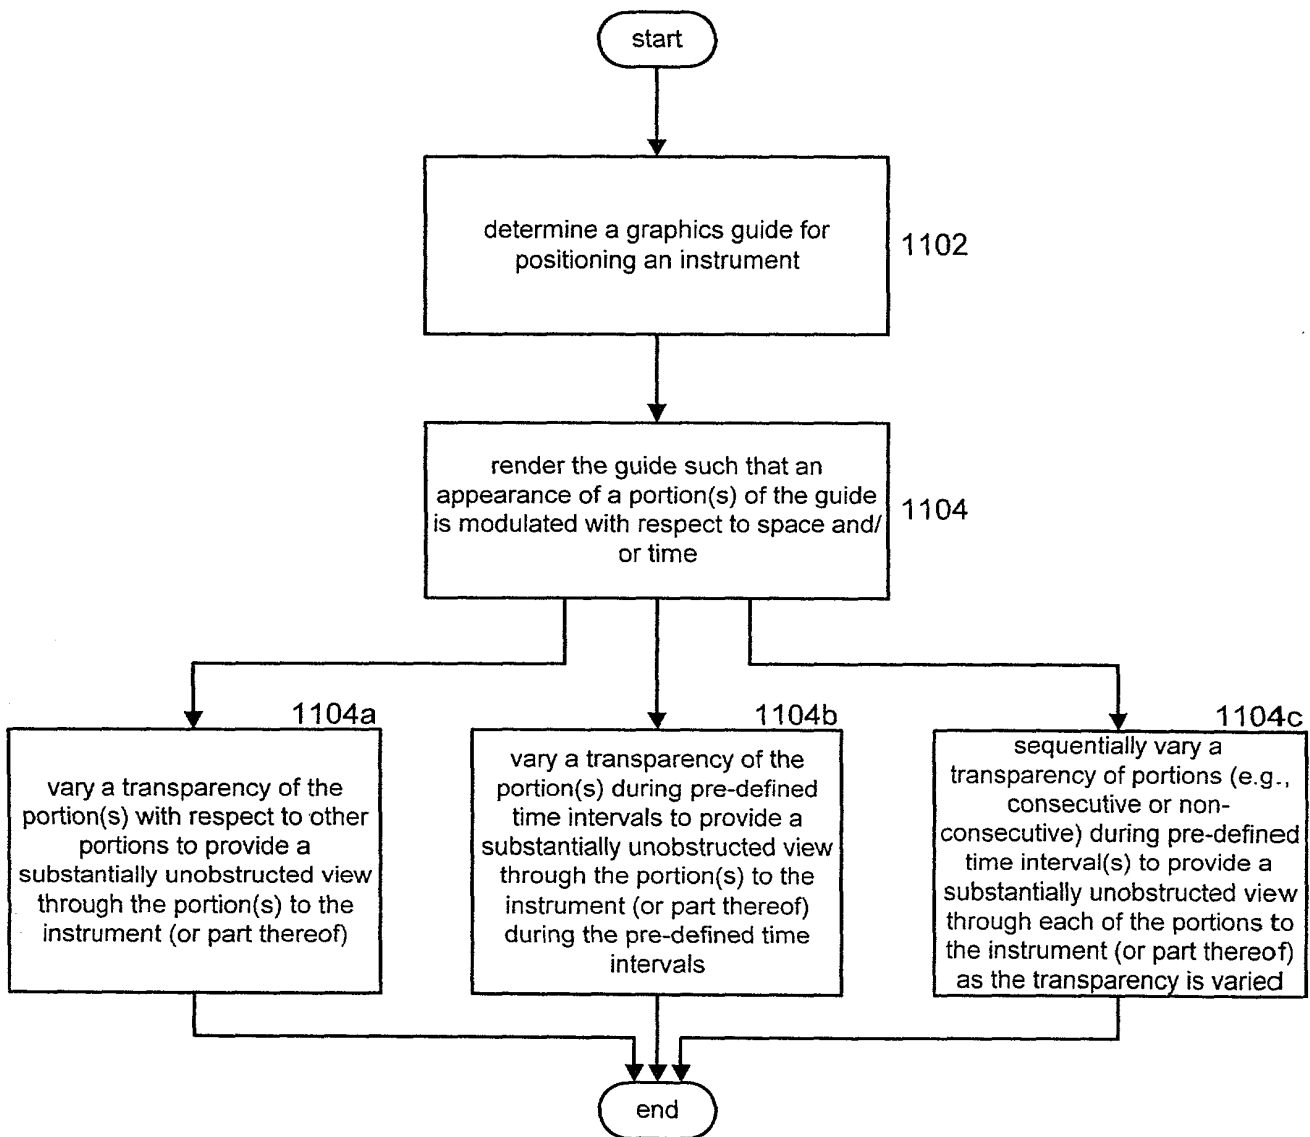 start
determine a graphics guide for
positioning an instrument
1102
render the guide such that an
appearance of a portion(s) of the guide
is modulated with respect to space and/
or time
1104
1104a
vary a transparency of the
portion(s) with respect to other
portions to provide a
substantially unobstructed view
through the portion(s) to the
instrument (or part thereof)
1104b
vary a transparency of the
portion(s) during pre-defined
time intervals to provide a
substantially unobstructed view
through the portion(s) to the
instrument (or part thereof)
during the pre-defined time
intervals
1104c
sequentially vary a
transparency of portions (e.g.,
consecutive or non-
consecutive) during pre-defined
time interval(s) to provide a
substantially unobstructed view
through each of the portions to
the instrument (or part thereof)
as the transparency is varied
end